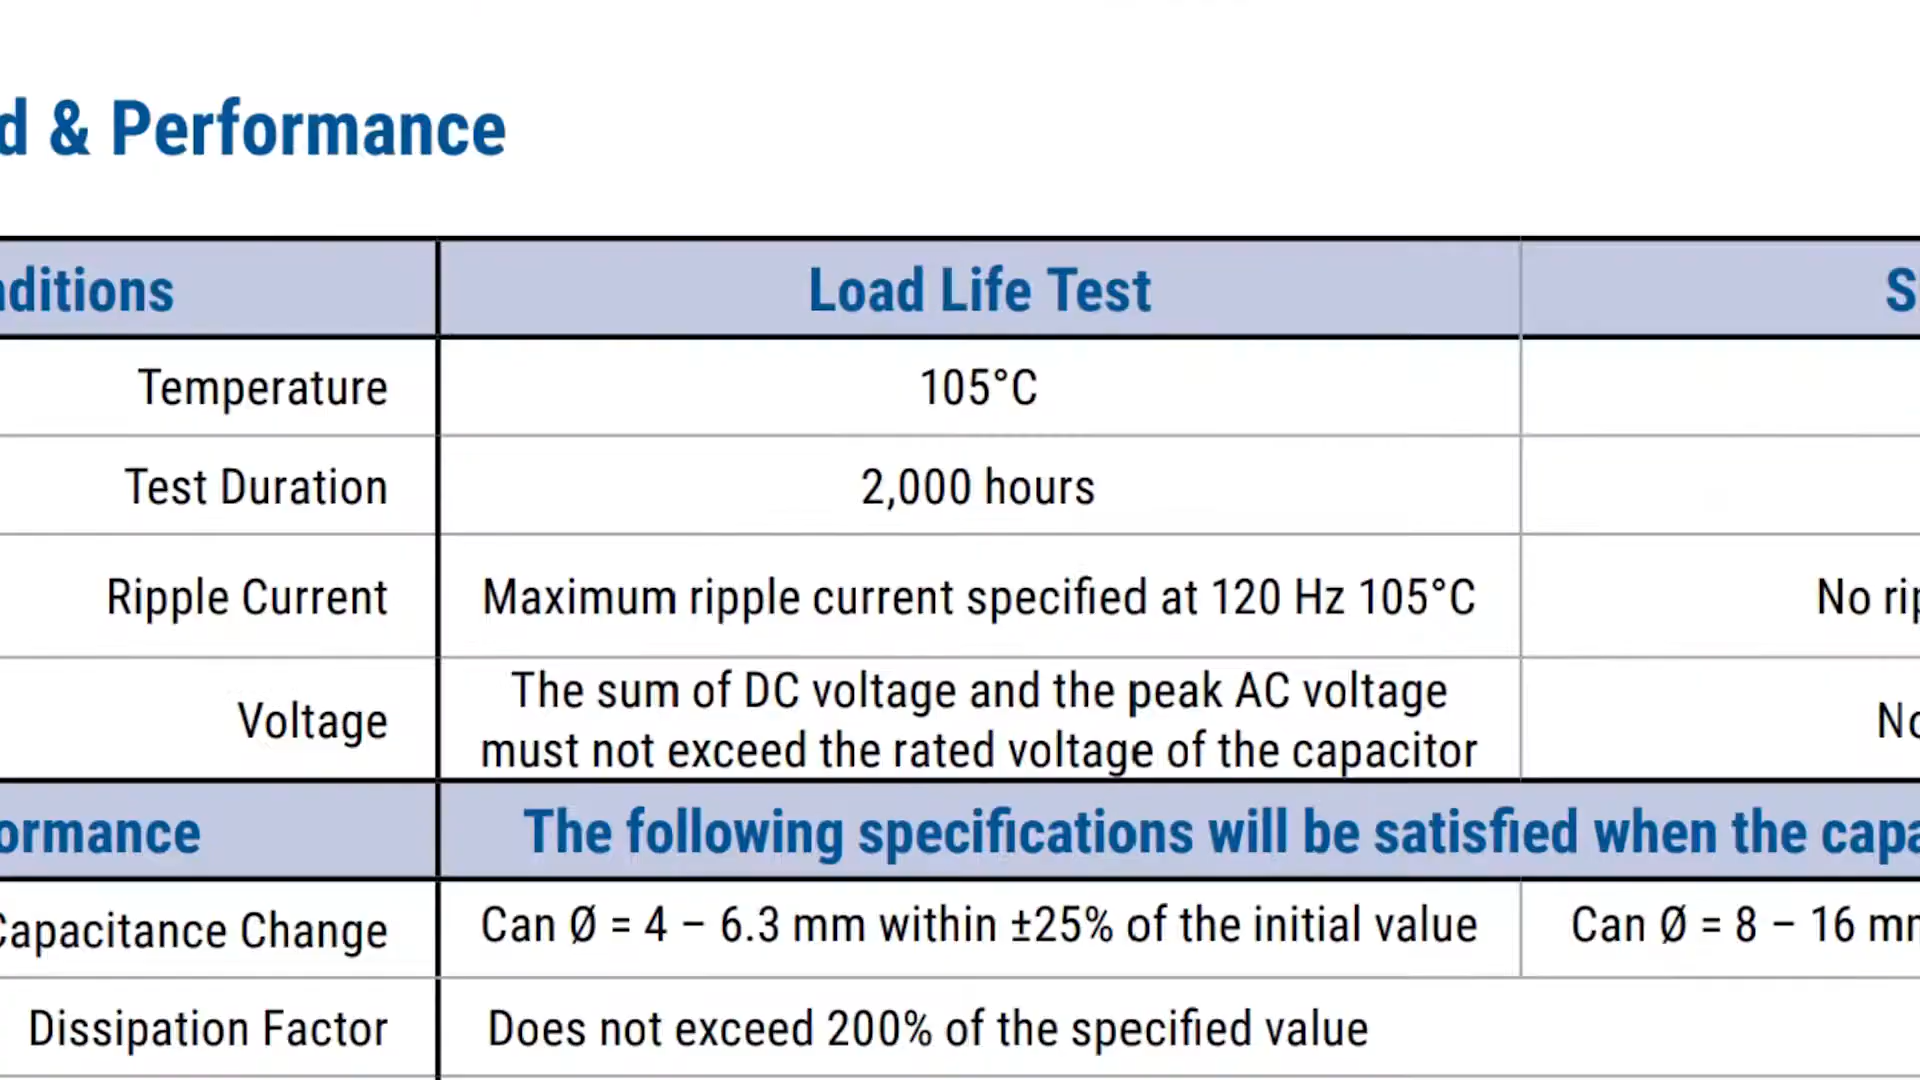 d & Performance
ditions
Load Life Test
S
Temperature
105°C
Test Duration
2,000 hours
Ripple Current
Maximum ripple current specified at 120 Hz 105°C
No rip
Voltage
The sum of DC voltage and the peak AC voltage
must not exceed the rated voltage of the capacitor
No
ormance
The following specifications will be satisfied when the capa
Capacitance Change
Can Ø = 4 – 6.3 mm within ±25% of the initial value
Can Ø = 8 – 16 mm
Dissipation Factor
Does not exceed 200% of the specified value